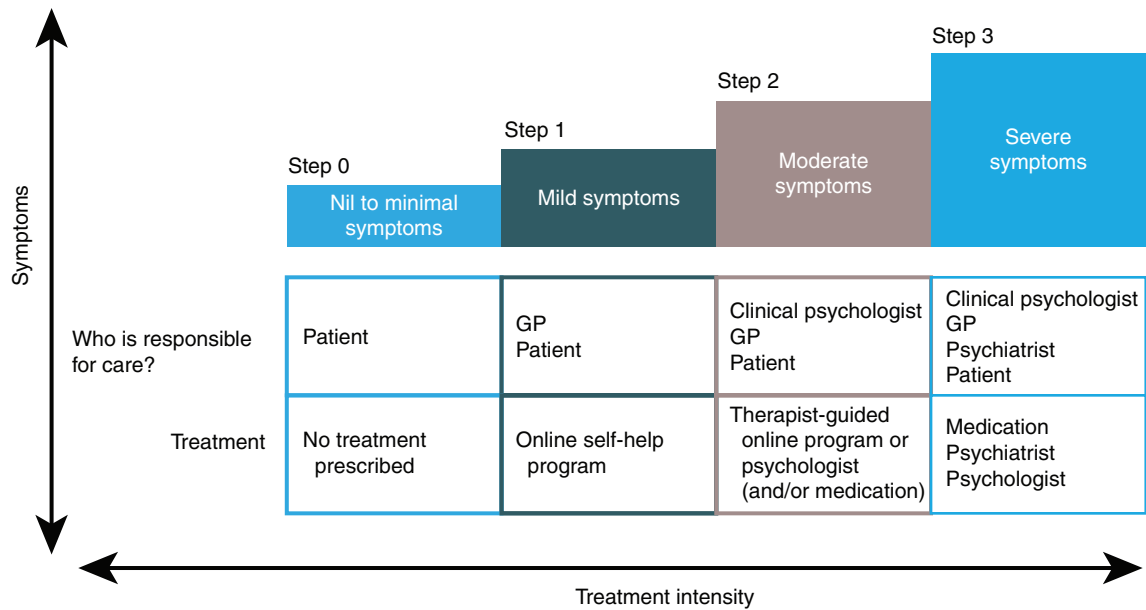 Step 3
Step 2
Step 1
Step 0
Severe
symptoms
Moderate
symptoms
Mild symptoms
Nil to minimal
symptoms
Symptoms
Who is responsible
for care?
Patient
GP
Patient
Clinical psychologist
GP
Patient
Clinical psychologist
GP
Psychiatrist
Patient
Treatment
No treatment
prescribed
Online self-help
program
Therapist-guided
online program or
psychologist
(and/or medication)
Medication
Psychiatrist
Psychologist
Treatment intensity